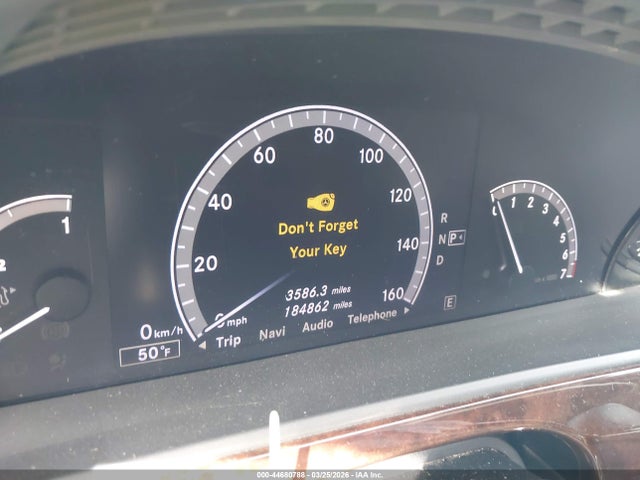 80
60
100
40
120
20
140
0 mph
160
Don't Forget
Your Key
3586.3 miles
184862 miles
Trip Navi Audio Telephone
0 km/h
50°F
R
N P
D
E
1
0 1 2 3 4 5 6 7
000-44680788 - 03/25/2026 - © IAA Inc.